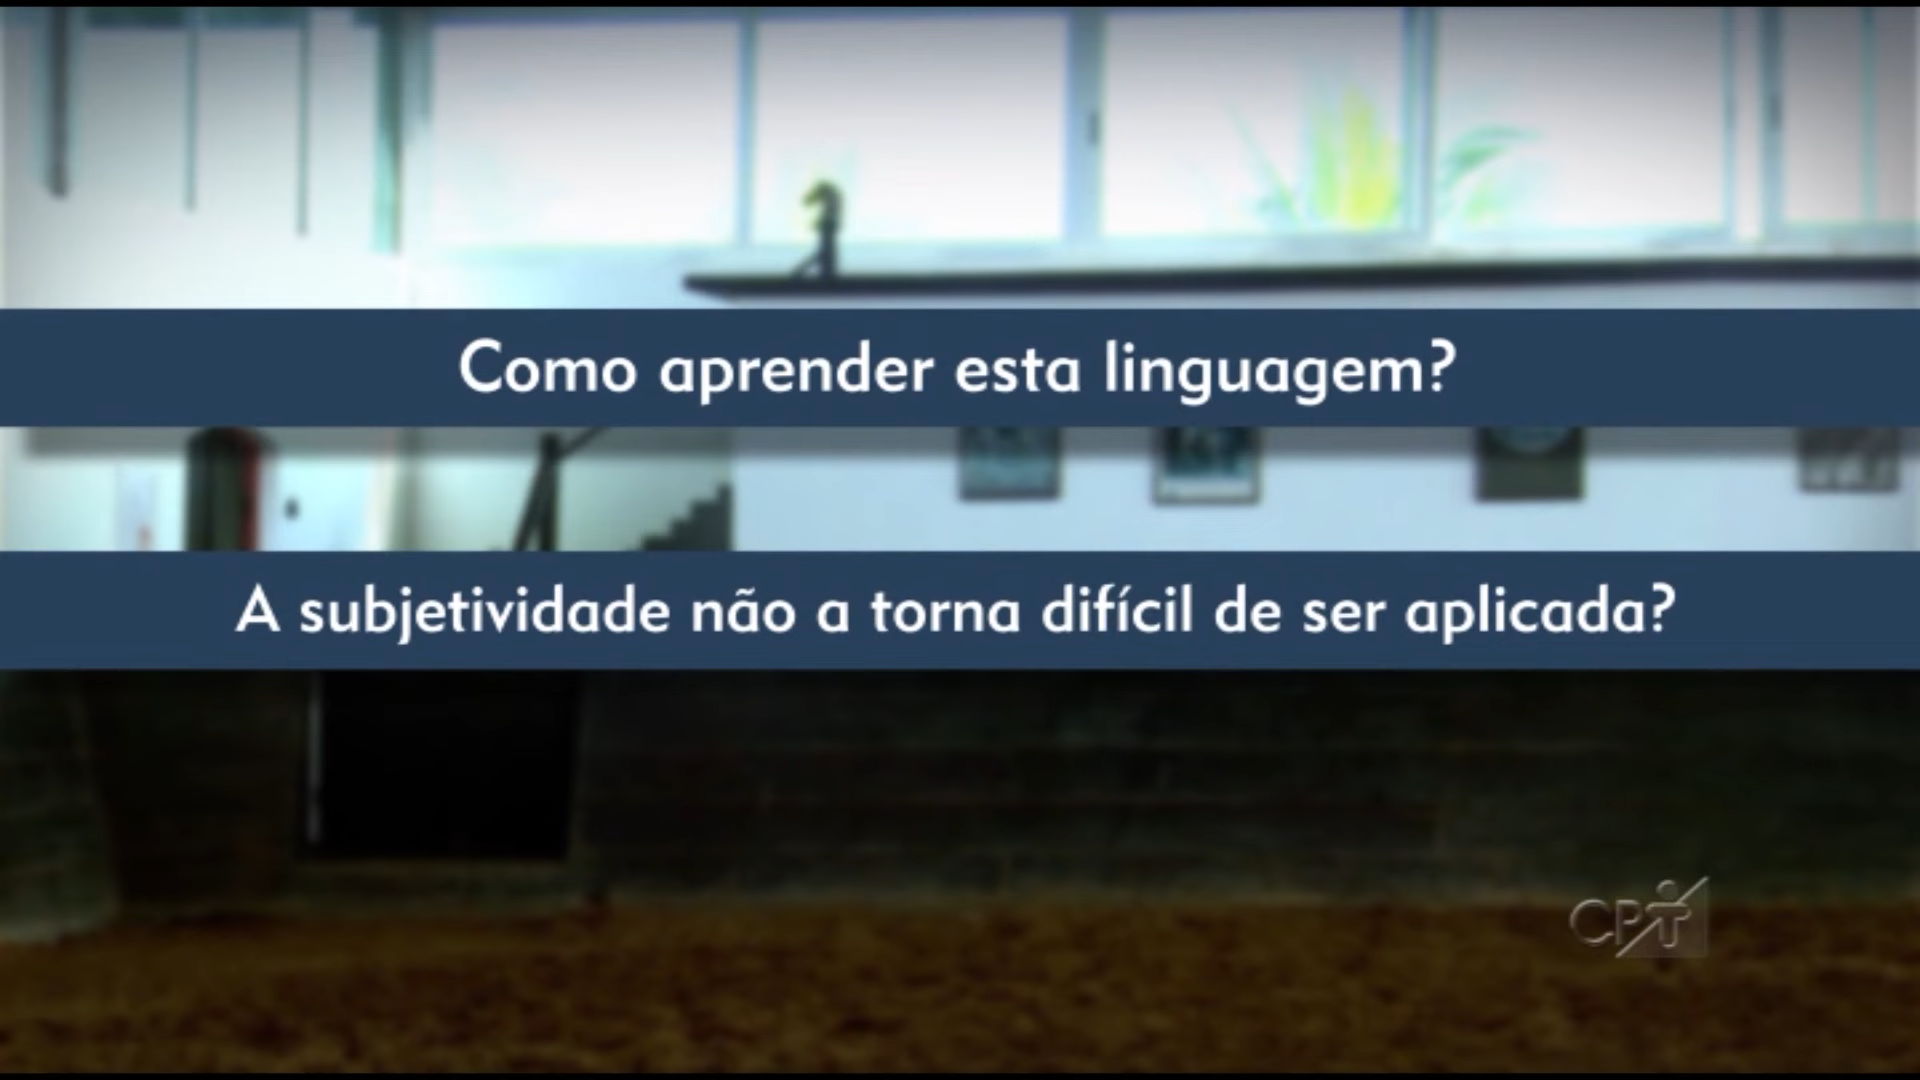 Como aprender esta linguagem?
A subjetividade não a torna difícil de ser aplicada?
CPT